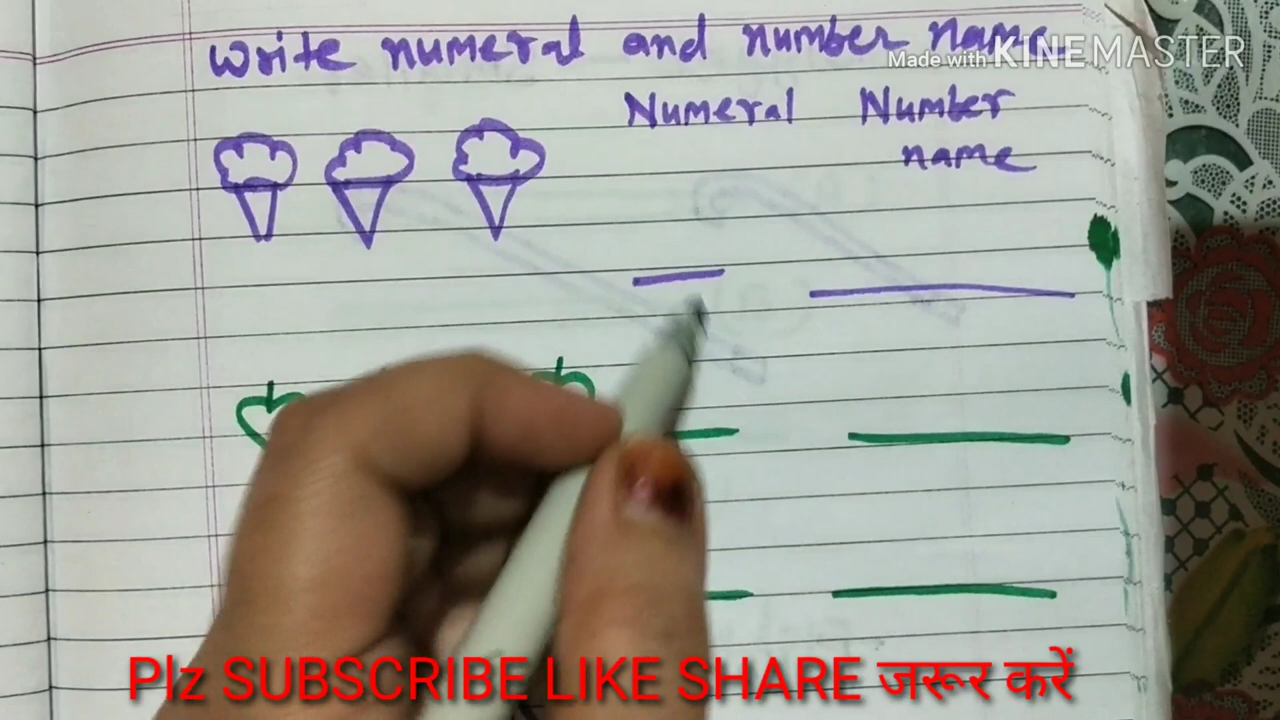 write numeral and number name
Made with KINEMASTER
Numeral Number
name
Plz SUBSCRIBE LIKE SHARE जरूर करें